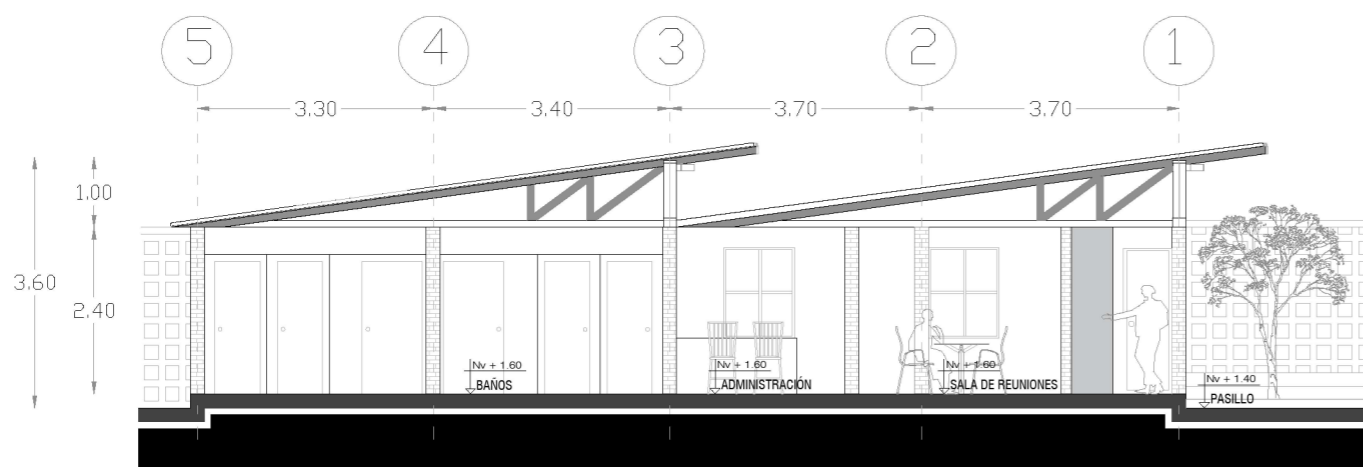 5 4 3 2 1
3.30 3.40 3.70 3.70
1.00
3.60
2.40
Nv + 1.60
BAÑOS
Nv + 1.60
ADMINISTRACIÓN
Nv + 1.60
SALA DE REUNIONES
Nv + 1.40
PASILLO